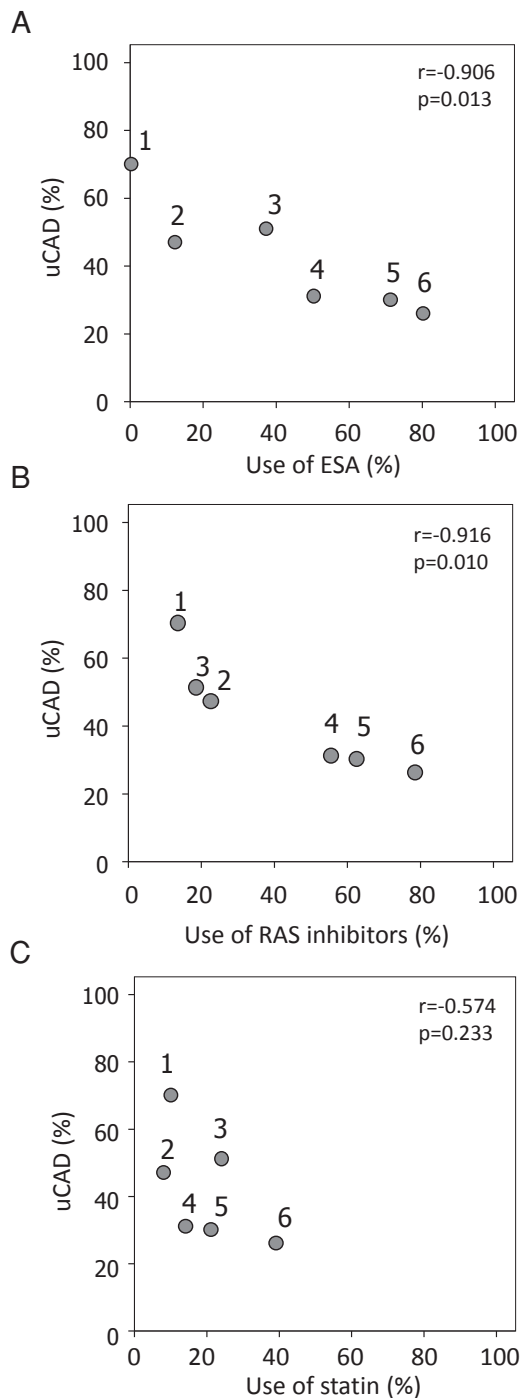 A
100
80
60
40
20
0
uCAD (%)
r=-0.906
p=0.013
1
2
3
4
5
6
0 20 40 60 80 100
Use of ESA (%)
B
100
80
60
40
20
0
uCAD (%)
r=-0.916
p=0.010
1
3
2
4
5
6
0 20 40 60 80 100
Use of RAS inhibitors (%)
C
100
80
60
40
20
0
uCAD (%)
r=-0.574
p=0.233
1
2
3
4
5
6
0 20 40 60 80 100
Use of statin (%)